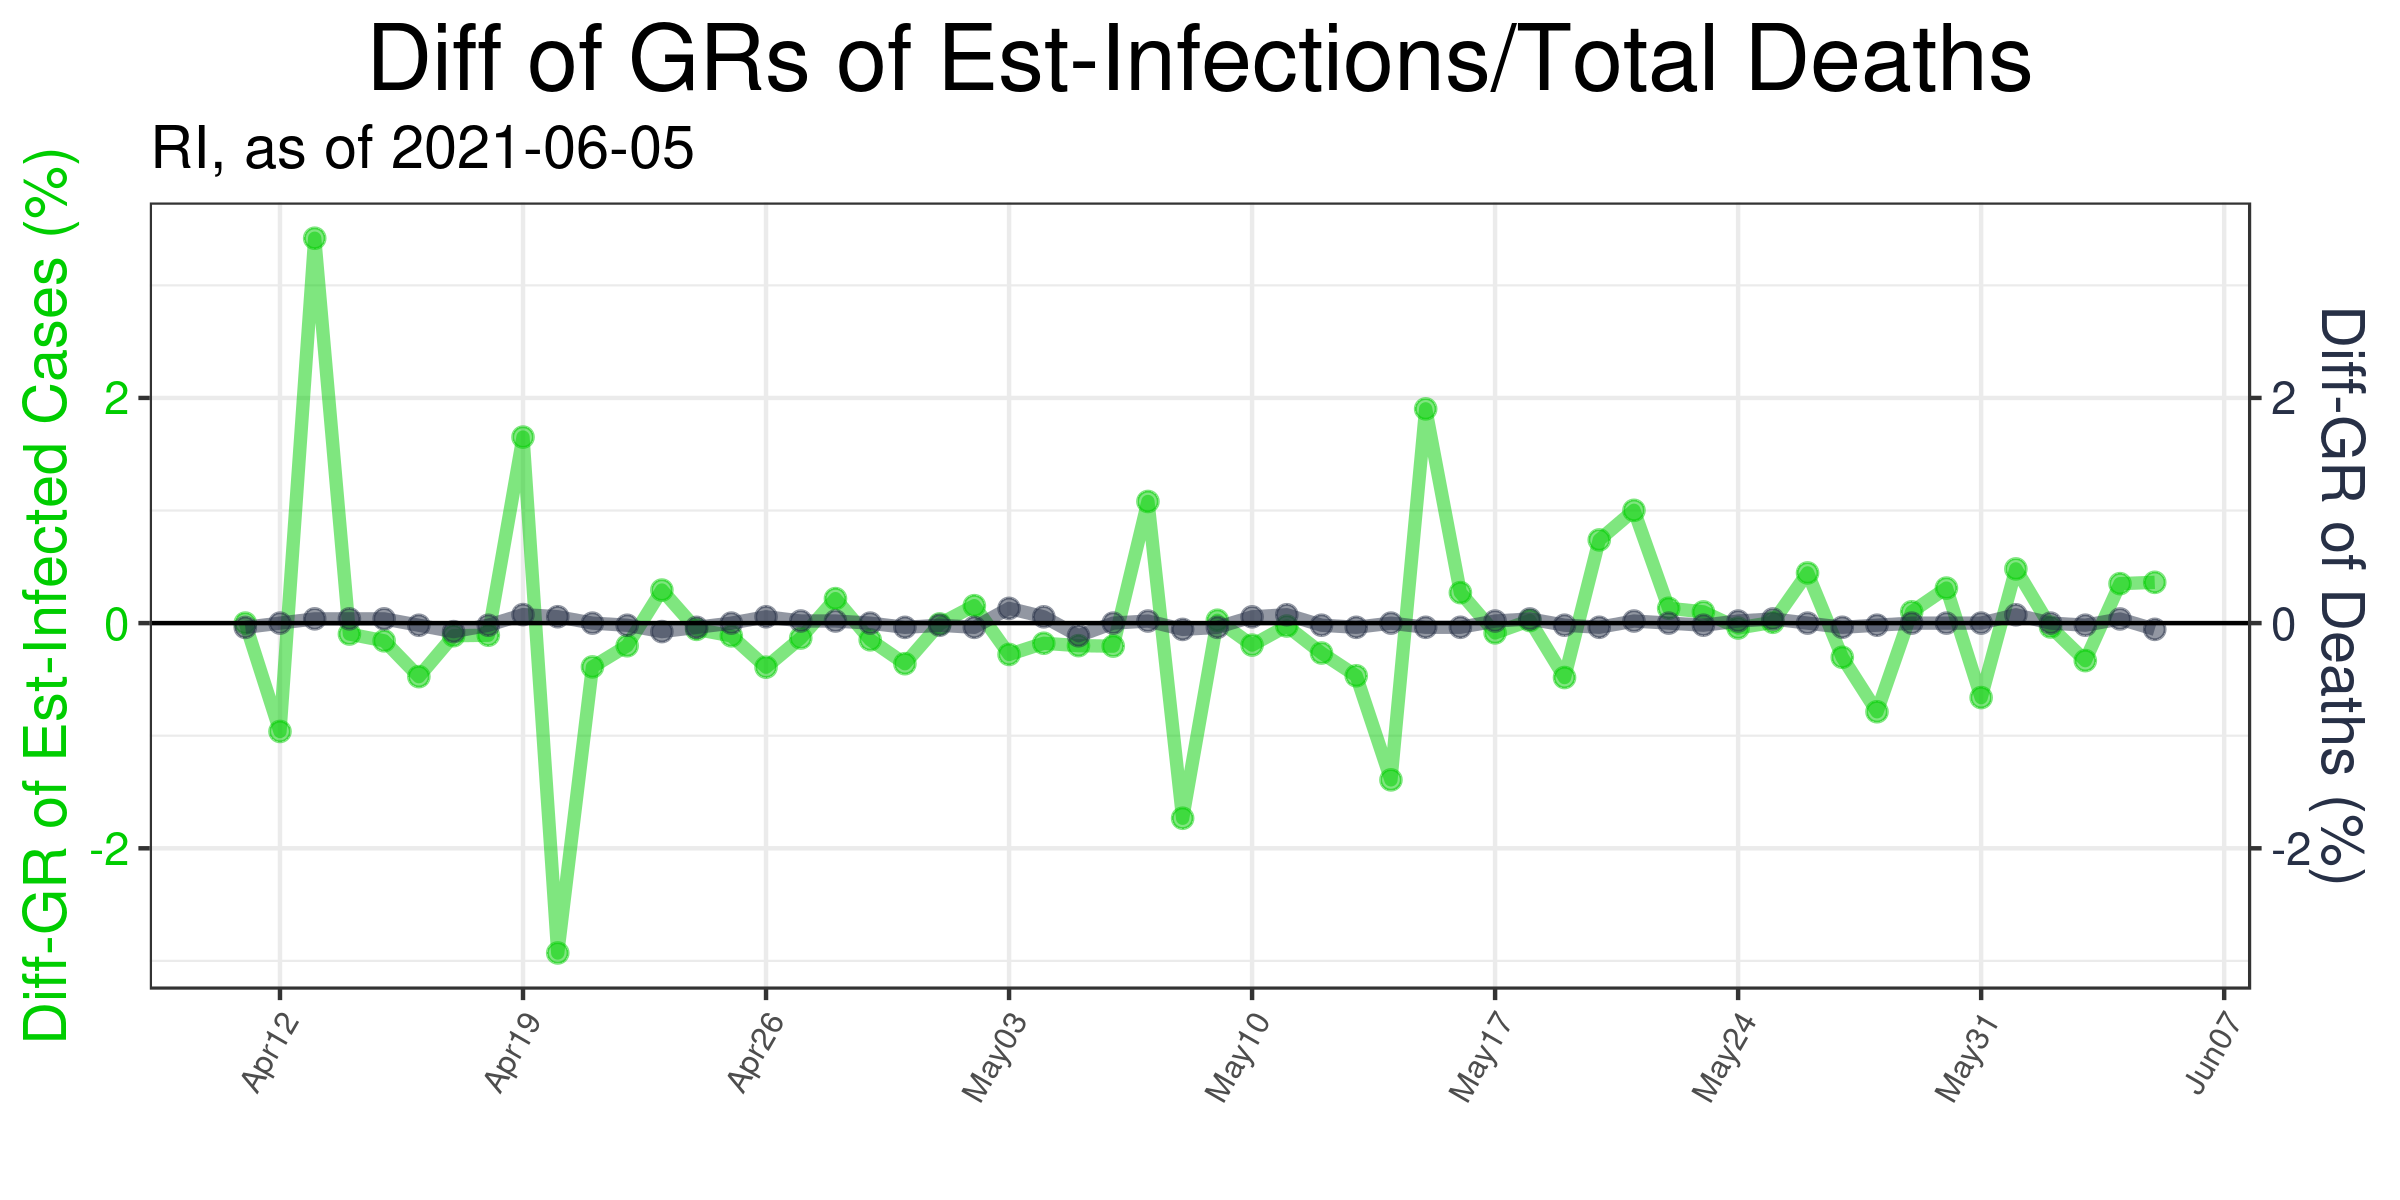 Diff of GRs of Est-Infections/Total Deaths
RI, as of 2021-06-05
Diff-GR of Est-Infected Cases (%)
2
0
-2
2
0
-2
Diff-GR of Deaths (%)
Apr12
Apr19
Apr26
May03
May10
May17
May24
May31
Jun07